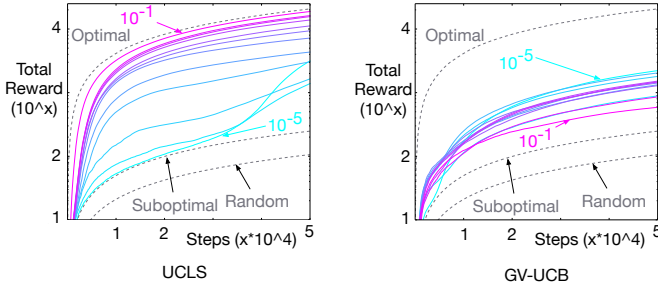 4
10^-1
Optimal
Total
Reward
(10^x)
2
10^-5
Suboptimal
Random
1
1
2
Steps (x*10^4)
5
UCLS
4
Optimal
10^-5
Total
Reward
(10^x)
2
10^-1
Suboptimal
Random
1
1
2
Steps (x*10^4)
5
GV-UCB